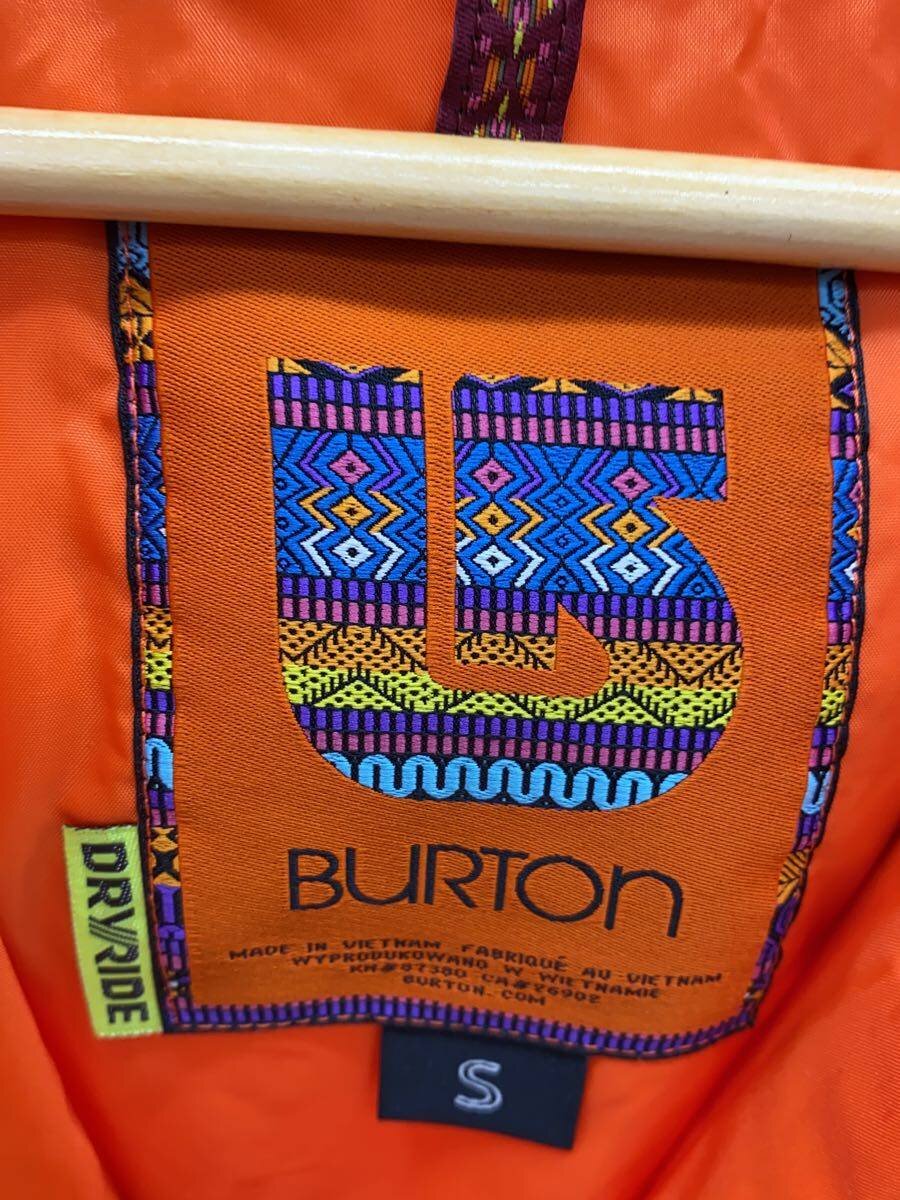 BURTON
MADE IN VIETNAM FABRIQUÉ AU VIETNAM
WYPRODUKOWANO W WIETNAMIE
RN#87380 CA#26902
BURTON.COM
DRY//RIDE
S